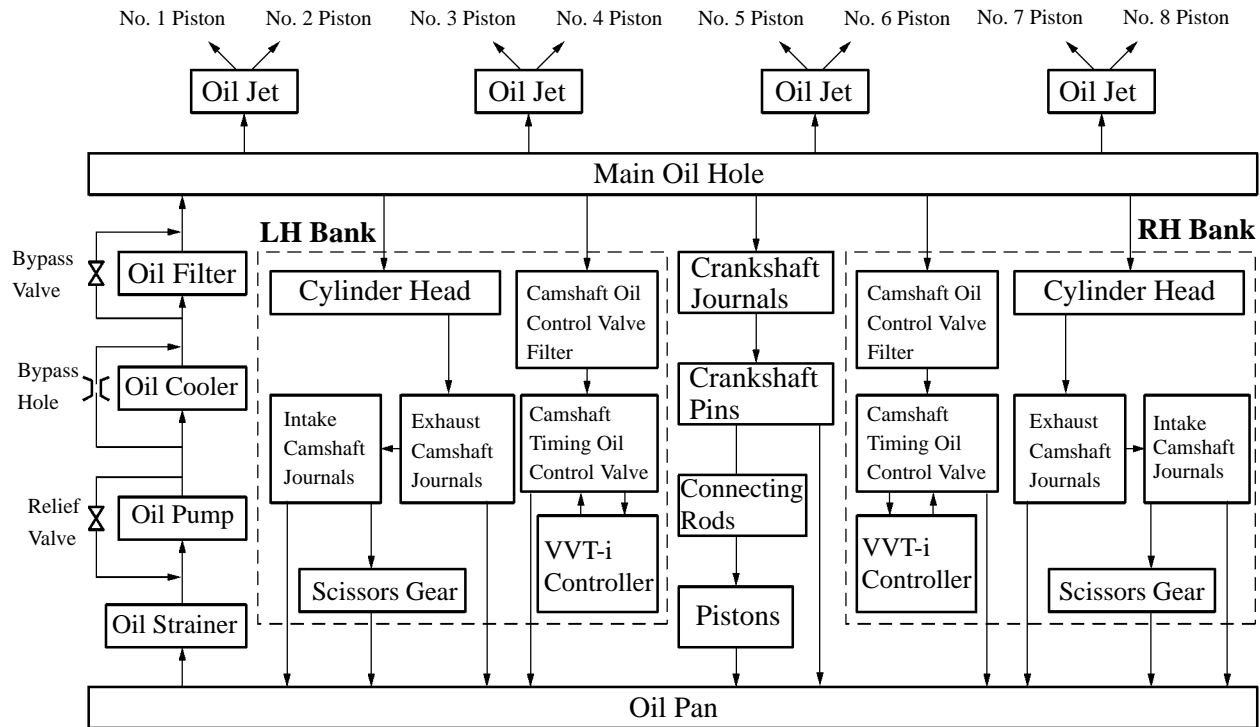 No. 1 Piston
No. 2 Piston
No. 3 Piston
No. 4 Piston
No. 5 Piston
No. 6 Piston
No. 7 Piston
No. 8 Piston
Oil Jet
Oil Jet
Oil Jet
Oil Jet
Main Oil Hole
Bypass
Valve
Oil Filter
Bypass
Hole
Oil Cooler
Relief
Valve
Oil Pump
Oil Strainer
LH Bank
Cylinder Head
Camshaft Oil
Control Valve
Filter
Intake
Camshaft
Journals
Exhaust
Camshaft
Journals
Camshaft
Timing Oil
Control Valve
VVT-i
Controller
Scissors Gear
Crankshaft
Journals
Crankshaft
Pins
Connecting
Rods
Pistons
RH Bank
Camshaft Oil
Control Valve
Filter
Cylinder Head
Camshaft
Timing Oil
Control Valve
Exhaust
Camshaft
Journals
Intake
Camshaft
Journals
VVT-i
Controller
Scissors Gear
Oil Pan